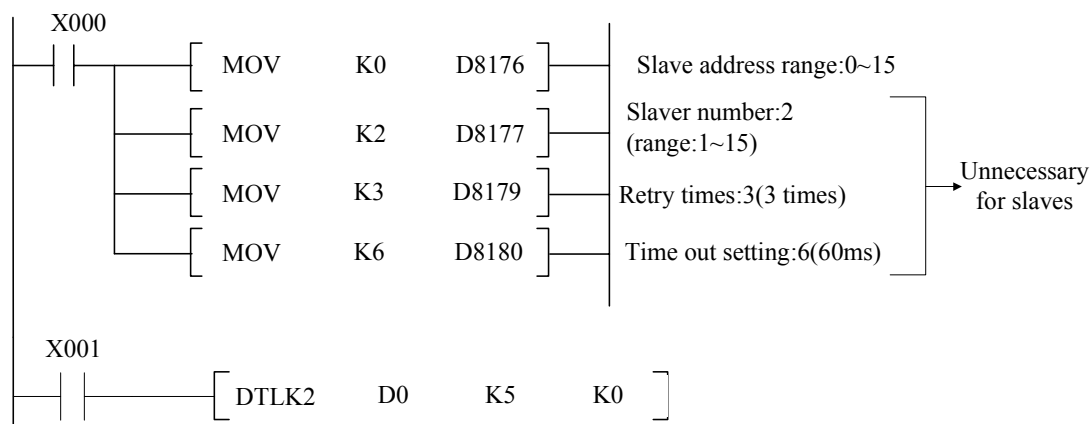 X000
MOV K0 D8176 Slave address range:0~15
MOV K2 D8177 Slaver number:2
(range:1~15)
MOV K3 D8179 Retry times:3(3 times)
MOV K6 D8180 Time out setting:6(60ms)
Unnecessary
for slaves
X001
DTLK2 D0 K5 K0